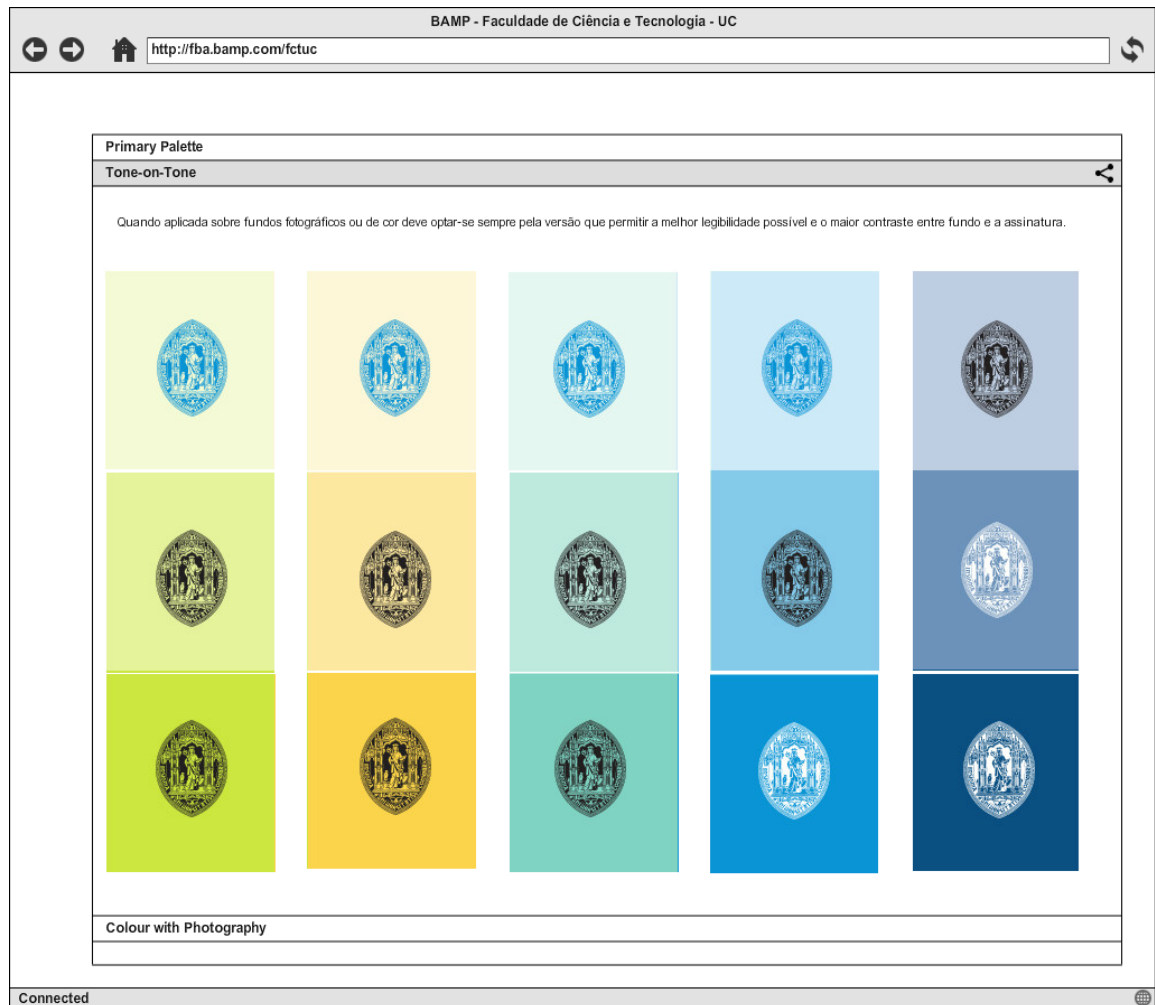 BAMP - Faculdade de Ciência e Tecnologia - UC
http://fba.bamp.com/fctuc
Primary Palette
Tone-on-Tone
Quando aplicada sobre fundos fotográficos ou de cor deve optar-se sempre pela versão que permitir a melhor legibilidade possível e o maior contraste entre fundo e a assinatura.
Colour with Photography
Connected